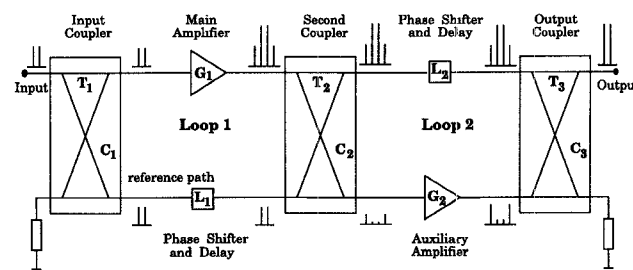 Input
Coupler
Main
Amplifier
Second
Coupler
Phase Shifter
and Delay
Output
Coupler
G1
L2
Input
T1
T2
T3
Output
Loop 1
Loop 2
C1
C2
C3
reference path
L1
G2
Phase Shifter
and Delay
Auxiliary
Amplifier